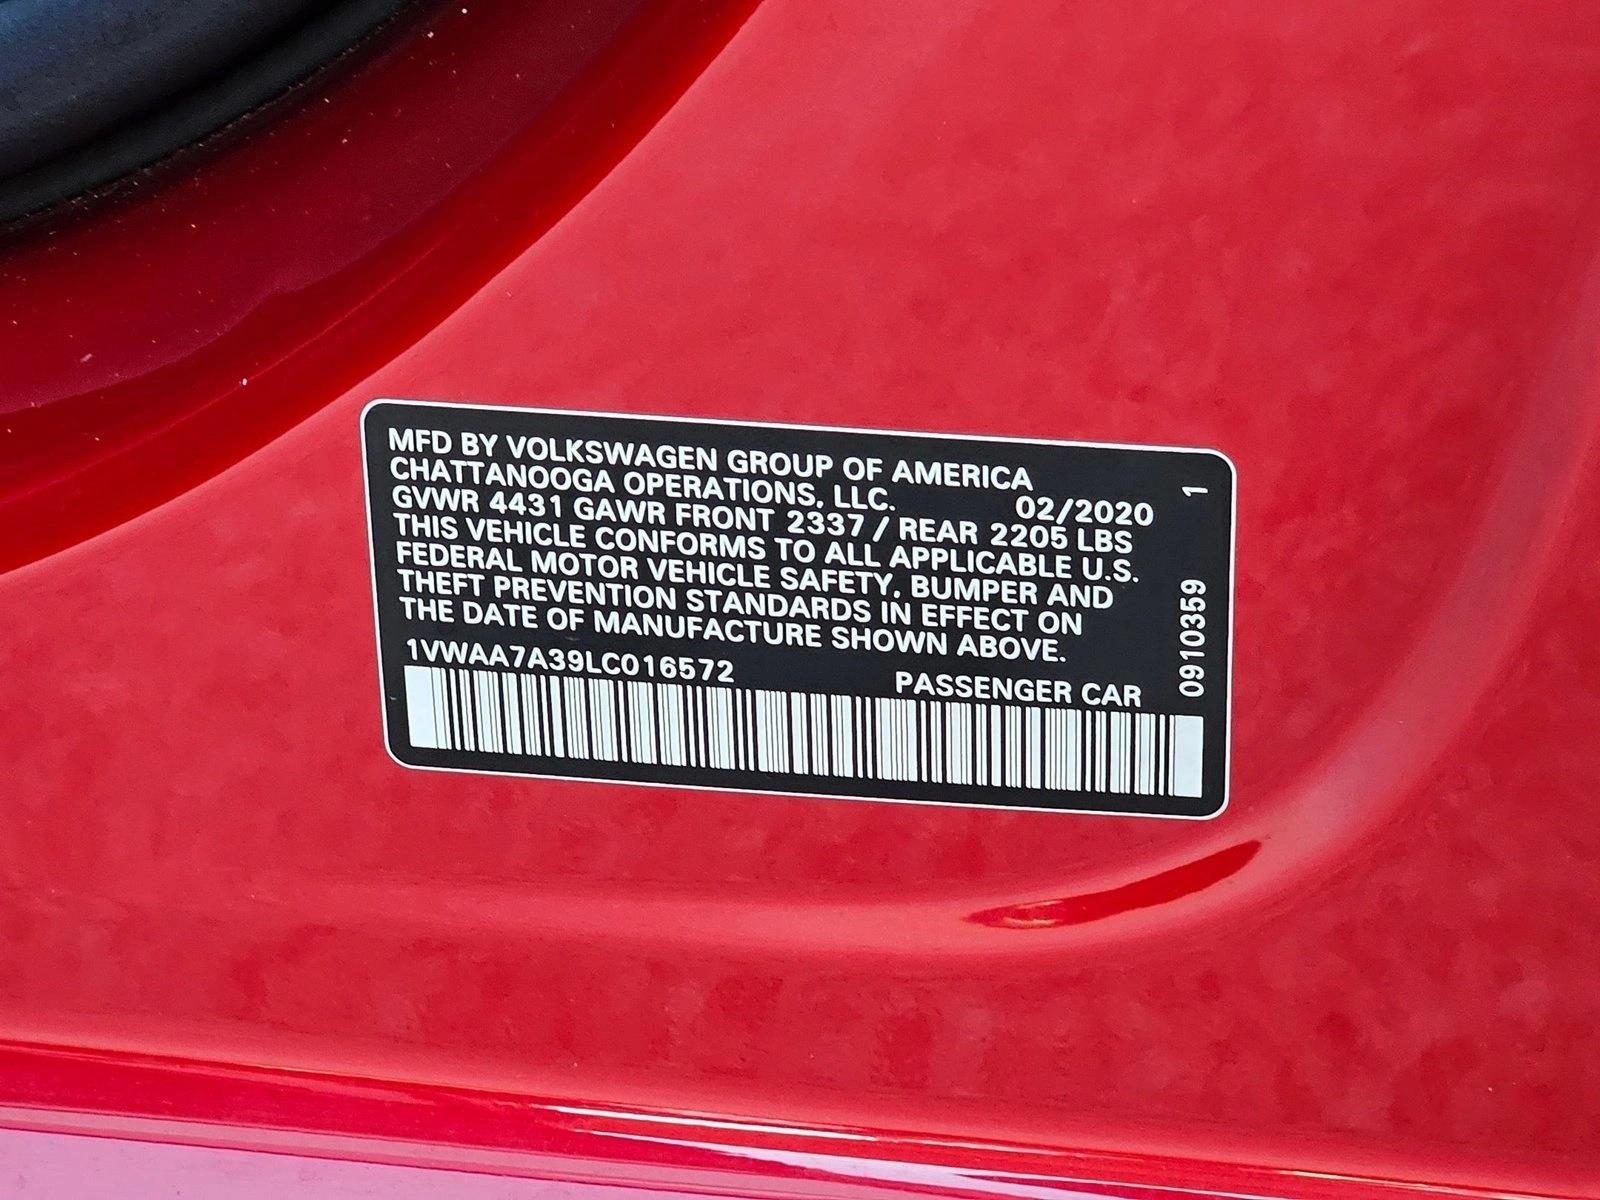 MFD BY VOLKSWAGEN GROUP OF AMERICA
CHATTANOOGA OPERATIONS, LLC. 02/2020
GVWR 4431 GAWR FRONT 2337 / REAR 2205 LBS
THIS VEHICLE CONFORMS TO ALL APPLICABLE U.S.
FEDERAL MOTOR VEHICLE SAFETY, BUMPER AND
THEFT PREVENTION STANDARDS IN EFFECT ON
THE DATE OF MANUFACTURE SHOWN ABOVE.
1VWAA7A39LC016572 PASSENGER CAR
0910359 1